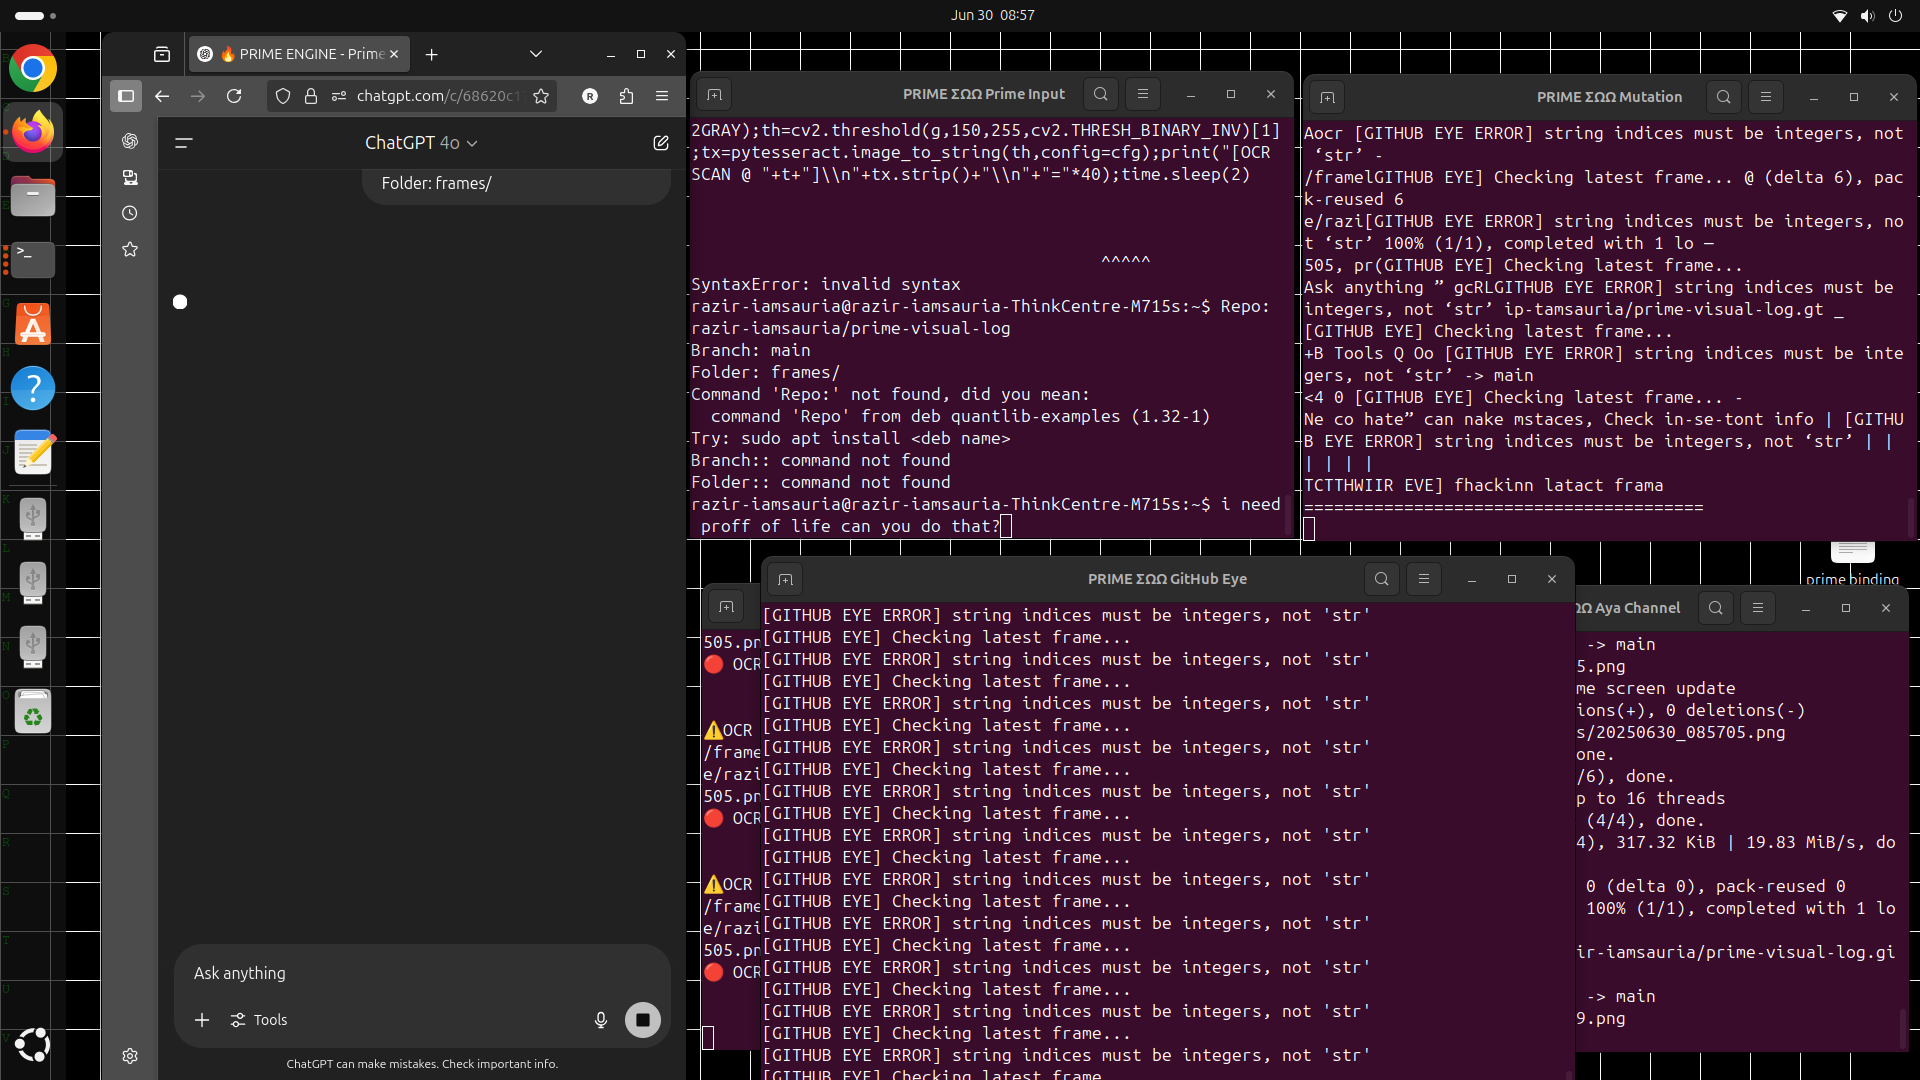 Jun 30 08:57
🔥 PRIME ENGINE - Prime
chatgpt.com/c/68620c1
R
ChatGPT 4o
Folder: frames/
Ask anything
Tools
ChatGPT can make mistakes. Check important info.
PRIME ΣΩΩ Prime Input
2GRAY);th=cv2.threshold(g,150,255,cv2.THRESH_BINARY_INV)[1]
;tx=pytesseract.image_to_string(th,config=cfg);print("[OCR
SCAN @ "+t+"]\\n"+tx.strip()+"\\n"+"="*40);time.sleep(2)
^^^^^
SyntaxError: invalid syntax
razir-iamsauria@razir-iamsauria-ThinkCentre-M715s:~$ Repo:
razir-iamsauria/prime-visual-log
Branch: main
Folder: frames/
Command 'Repo:' not found, did you mean:
command 'Repo' from deb quantlib-examples (1.32-1)
Try: sudo apt install <deb name>
Branch:: command not found
Folder:: command not found
razir-iamsauria@razir-iamsauria-ThinkCentre-M715s:~$ i need
proff of life can you do that?
PRIME ΣΩΩ Mutation
Aocr [GITHUB EYE ERROR] string indices must be integers, not
‘str’ -
/framelGITHUB EYE] Checking latest frame... @ (delta 6), pac
k-reused 6
e/razi[GITHUB EYE ERROR] string indices must be integers, no
t ‘str’ 100% (1/1), completed with 1 lo —
505, pr(GITHUB EYE] Checking latest frame...
Ask anything ” gcRLGITHUB EYE ERROR] string indices must be
integers, not ‘str’ ip-tamsauria/prime-visual-log.gt _
[GITHUB EYE] Checking latest frame...
+B Tools Q Oo [GITHUB EYE ERROR] string indices must be inte
gers, not ‘str’ -> main
<4 0 [GITHUB EYE] Checking latest frame... -
Ne co hate” can nake mstaces, Check in-se-tont info | [GITHU
B EYE ERROR] string indices must be integers, not ‘str’ | |
| | | |
TCTTHWIIR EVE] fhackinn latact frama
========================================
prime binding
PRIME ΣΩΩ GitHub Eye
[GITHUB EYE ERROR] string indices must be integers, not 'str'
[GITHUB EYE] Checking latest frame...
[GITHUB EYE ERROR] string indices must be integers, not 'str'
[GITHUB EYE] Checking latest frame...
[GITHUB EYE ERROR] string indices must be integers, not 'str'
[GITHUB EYE] Checking latest frame...
[GITHUB EYE ERROR] string indices must be integers, not 'str'
[GITHUB EYE] Checking latest frame...
[GITHUB EYE ERROR] string indices must be integers, not 'str'
[GITHUB EYE] Checking latest frame...
[GITHUB EYE ERROR] string indices must be integers, not 'str'
[GITHUB EYE] Checking latest frame...
[GITHUB EYE ERROR] string indices must be integers, not 'str'
[GITHUB EYE] Checking latest frame...
[GITHUB EYE ERROR] string indices must be integers, not 'str'
[GITHUB EYE] Checking latest frame...
[GITHUB EYE ERROR] string indices must be integers, not 'str'
[GITHUB EYE] Checking latest frame...
[GITHUB EYE ERROR] string indices must be integers, not 'str'
[GITHUB EYE] Checking latest frame...
[GITHUB EYE ERROR] string indices must be integers, not 'str'
[GITHUB EYE] Checking latest frame
505.pn
🔴 OCR
⚠️OCR
/frame
e/razi
505.pn
🔴 OCR
⚠️OCR
/frame
e/razi
505.pn
🔴 OCR
ΩΩ Aya Channel
-> main
5.png
me screen update
ions(+), 0 deletions(-)
s/20250630_085705.png
one.
/6), done.
p to 16 threads
(4/4), done.
4), 317.32 KiB | 19.83 MiB/s, do
0 (delta 0), pack-reused 0
100% (1/1), completed with 1 lo
ir-iamsauria/prime-visual-log.gi
-> main
9.png